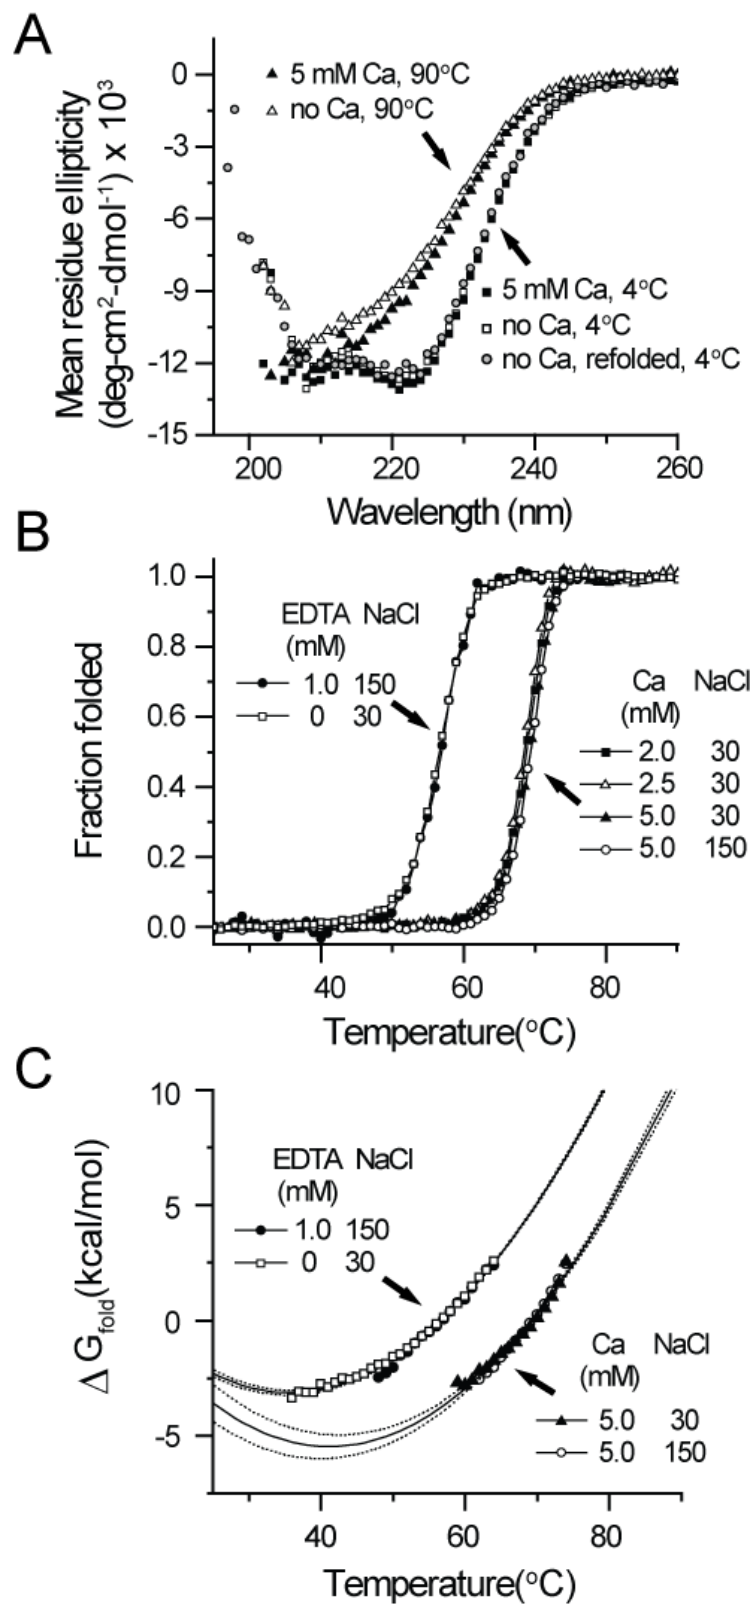 A
0
-3
-6
-9
-12
-15
Mean residue ellipticity
(deg-cm²-dmol⁻¹) x 10³
5 mM Ca, 90°C
no Ca, 90°C
5 mM Ca, 4°C
no Ca, 4°C
no Ca, refolded, 4°C
200 220 240 260
Wavelength (nm)
B
1.0
0.8
0.6
0.4
0.2
0.0
Fraction folded
EDTA NaCl
(mM)
1.0 150
0 30
Ca NaCl
(mM)
2.0 30
2.5 30
5.0 30
5.0 150
40 60 80
Temperature(°C)
C
10
5
0
-5
Δ G fold (kcal/mol)
EDTA NaCl
(mM)
1.0 150
0 30
Ca NaCl
(mM)
5.0 30
5.0 150
40 60 80
Temperature(°C)